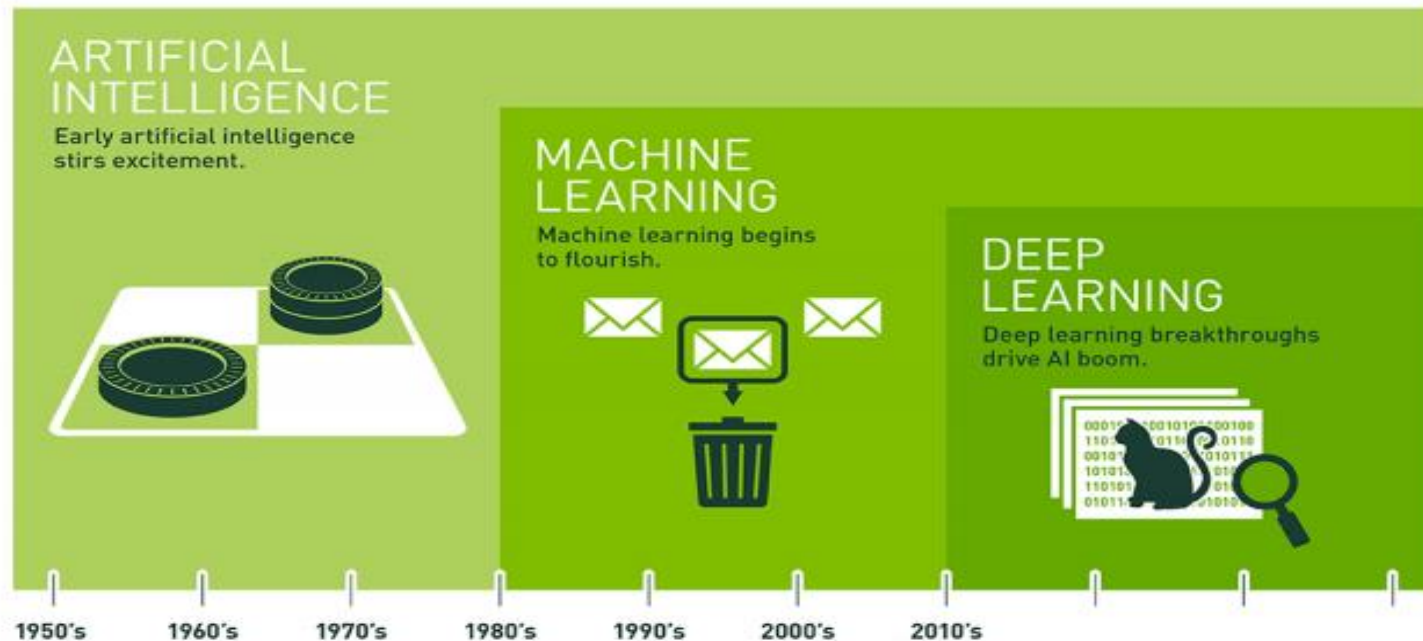 ARTIFICIAL
INTELLIGENCE
Early artificial intelligence
stirs excitement.
MACHINE
LEARNING
Machine learning begins
to flourish.
DEEP
LEARNING
Deep learning breakthroughs
drive AI boom.
1950's 1960's 1970's 1980's 1990's 2000's 2010's